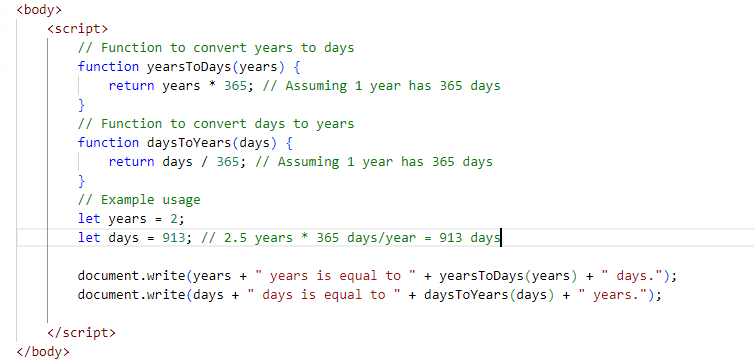 <body>
<script>
// Function to convert years to days
function yearsToDays(years) {
return years * 365; // Assuming 1 year has 365 days
}
// Function to convert days to years
function daysToYears(days) {
return days / 365; // Assuming 1 year has 365 days
}
// Example usage
let years = 2;
let days = 913; // 2.5 years * 365 days/year = 913 days
document.write(years + " years is equal to " + yearsToDays(years) + " days.");
document.write(days + " days is equal to " + daysToYears(days) + " years.");
</script>
</body>